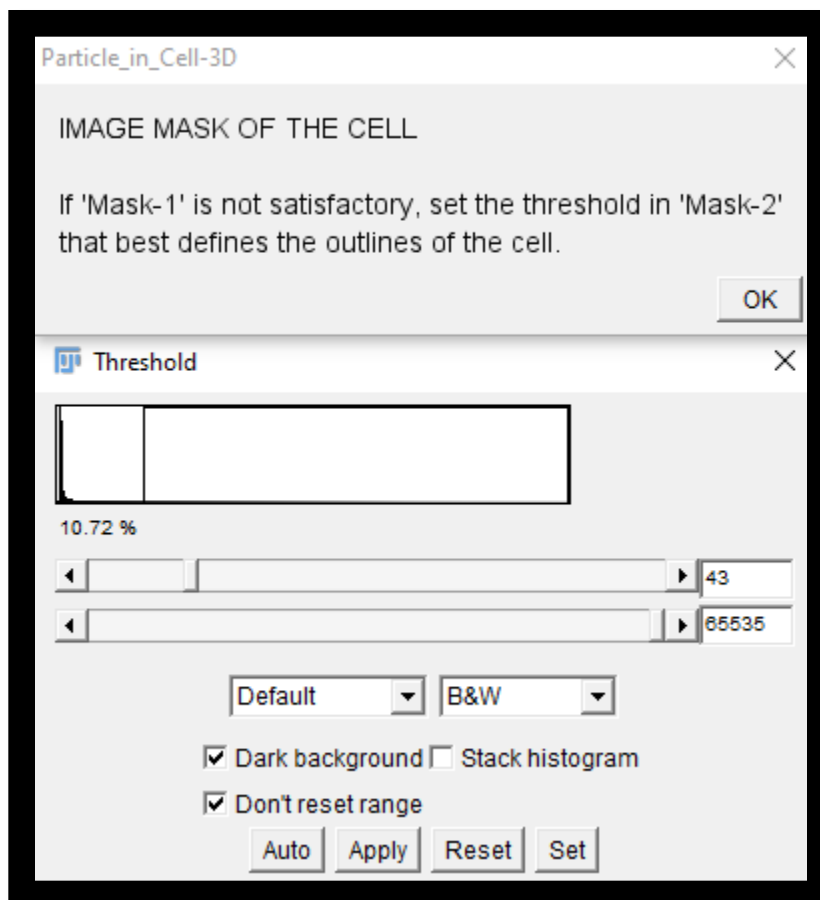 Particle_in_Cell-3D
IMAGE MASK OF THE CELL
If 'Mask-1' is not satisfactory, set the threshold in 'Mask-2'
that best defines the outlines of the cell.
OK
Threshold
10.72 %
43
65535
Default B&W
Dark background Stack histogram
Don't reset range
Auto Apply Reset Set